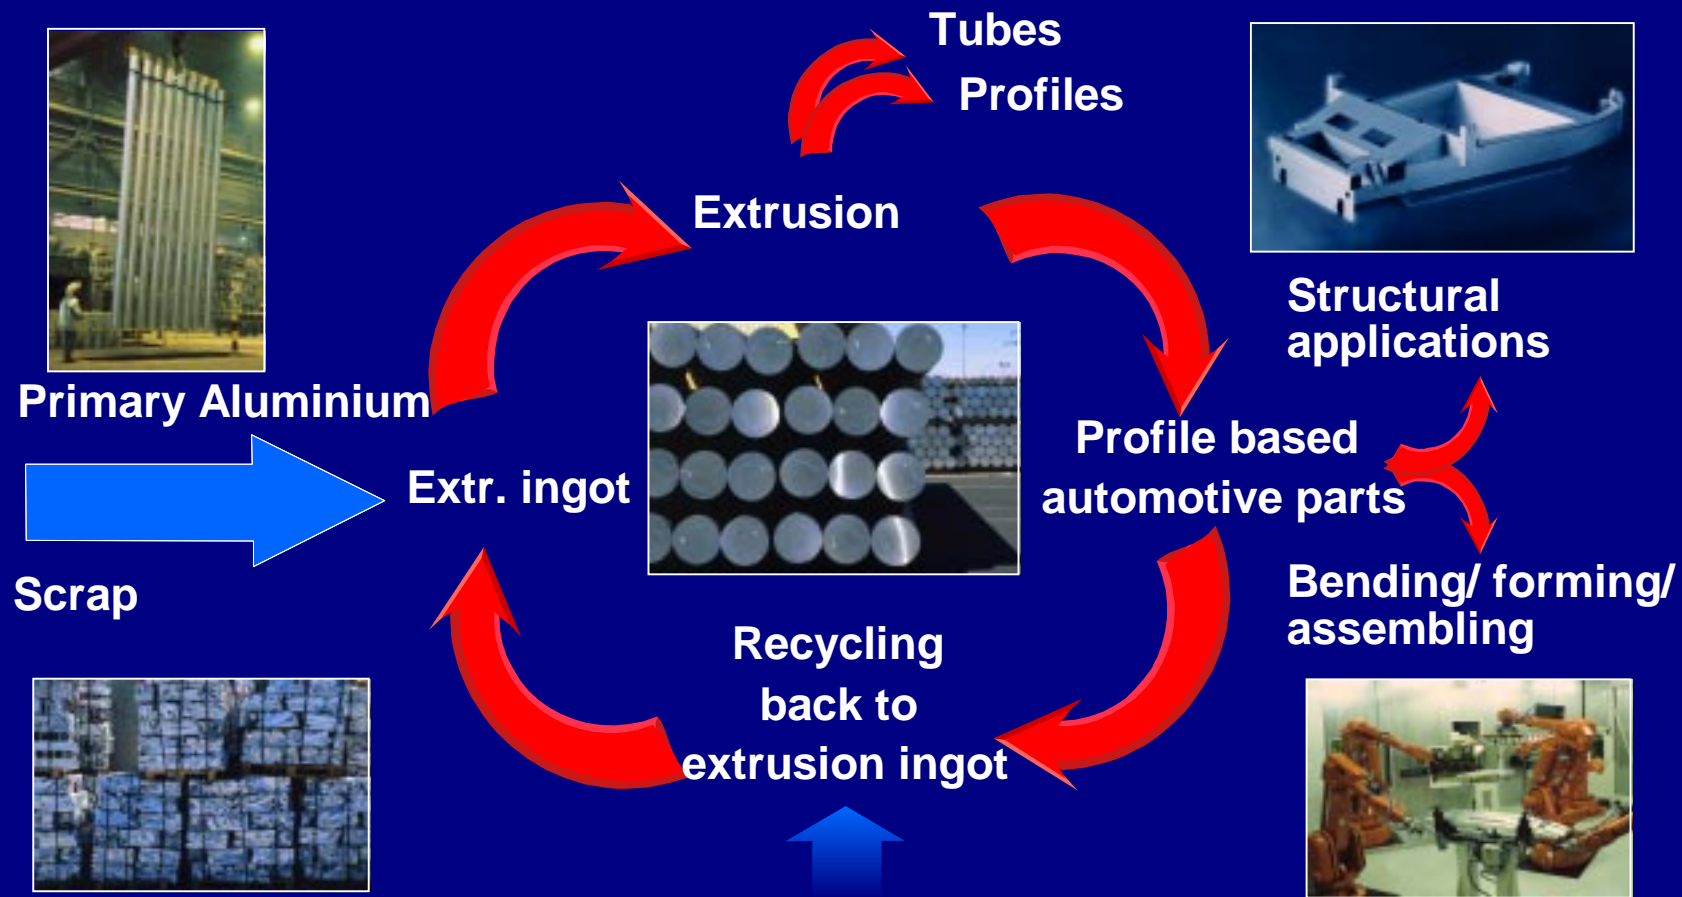 Tubes
Profiles
Extrusion
Structural
applications
Primary Aluminium
Extr. ingot
Profile based
automotive parts
Scrap
Bending/ forming/
assembling
Recycling
back to
extrusion ingot